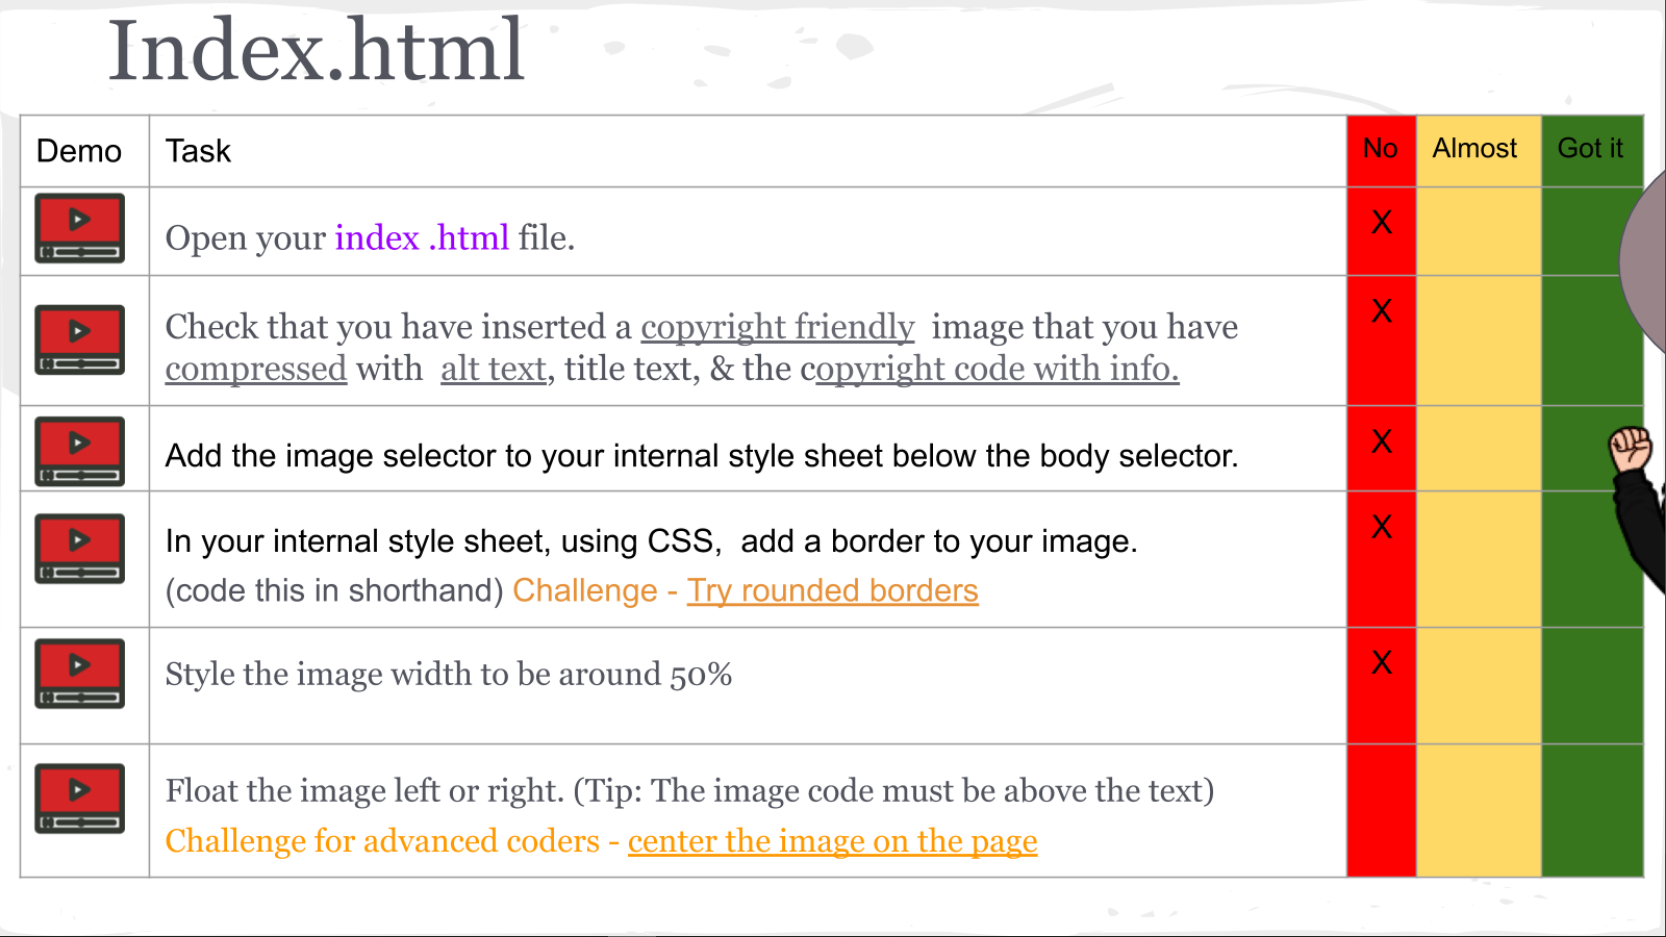 Index.html
Demo Task No Almost Got it
Open your index .html file. X
Check that you have inserted a copyright friendly image that you have X
compressed with alt text, title text, & the copyright code with info.
Add the image selector to your internal style sheet below the body selector. X
In your internal style sheet, using CSS, add a border to your image. X
(code this in shorthand) Challenge - Try rounded borders
Style the image width to be around 50% X
Float the image left or right. (Tip: The image code must be above the text)
Challenge for advanced coders - center the image on the page